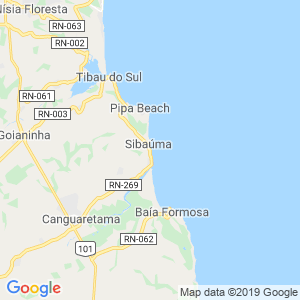 Nísia Floresta
RN-063
RN-002
Tibau do Sul
RN-061
Pipa Beach
RN-003
Goianinha
Sibaúma
RN-269
Baía Formosa
Canguaretama
RN-062
101
Google
Map data ©2019 Google